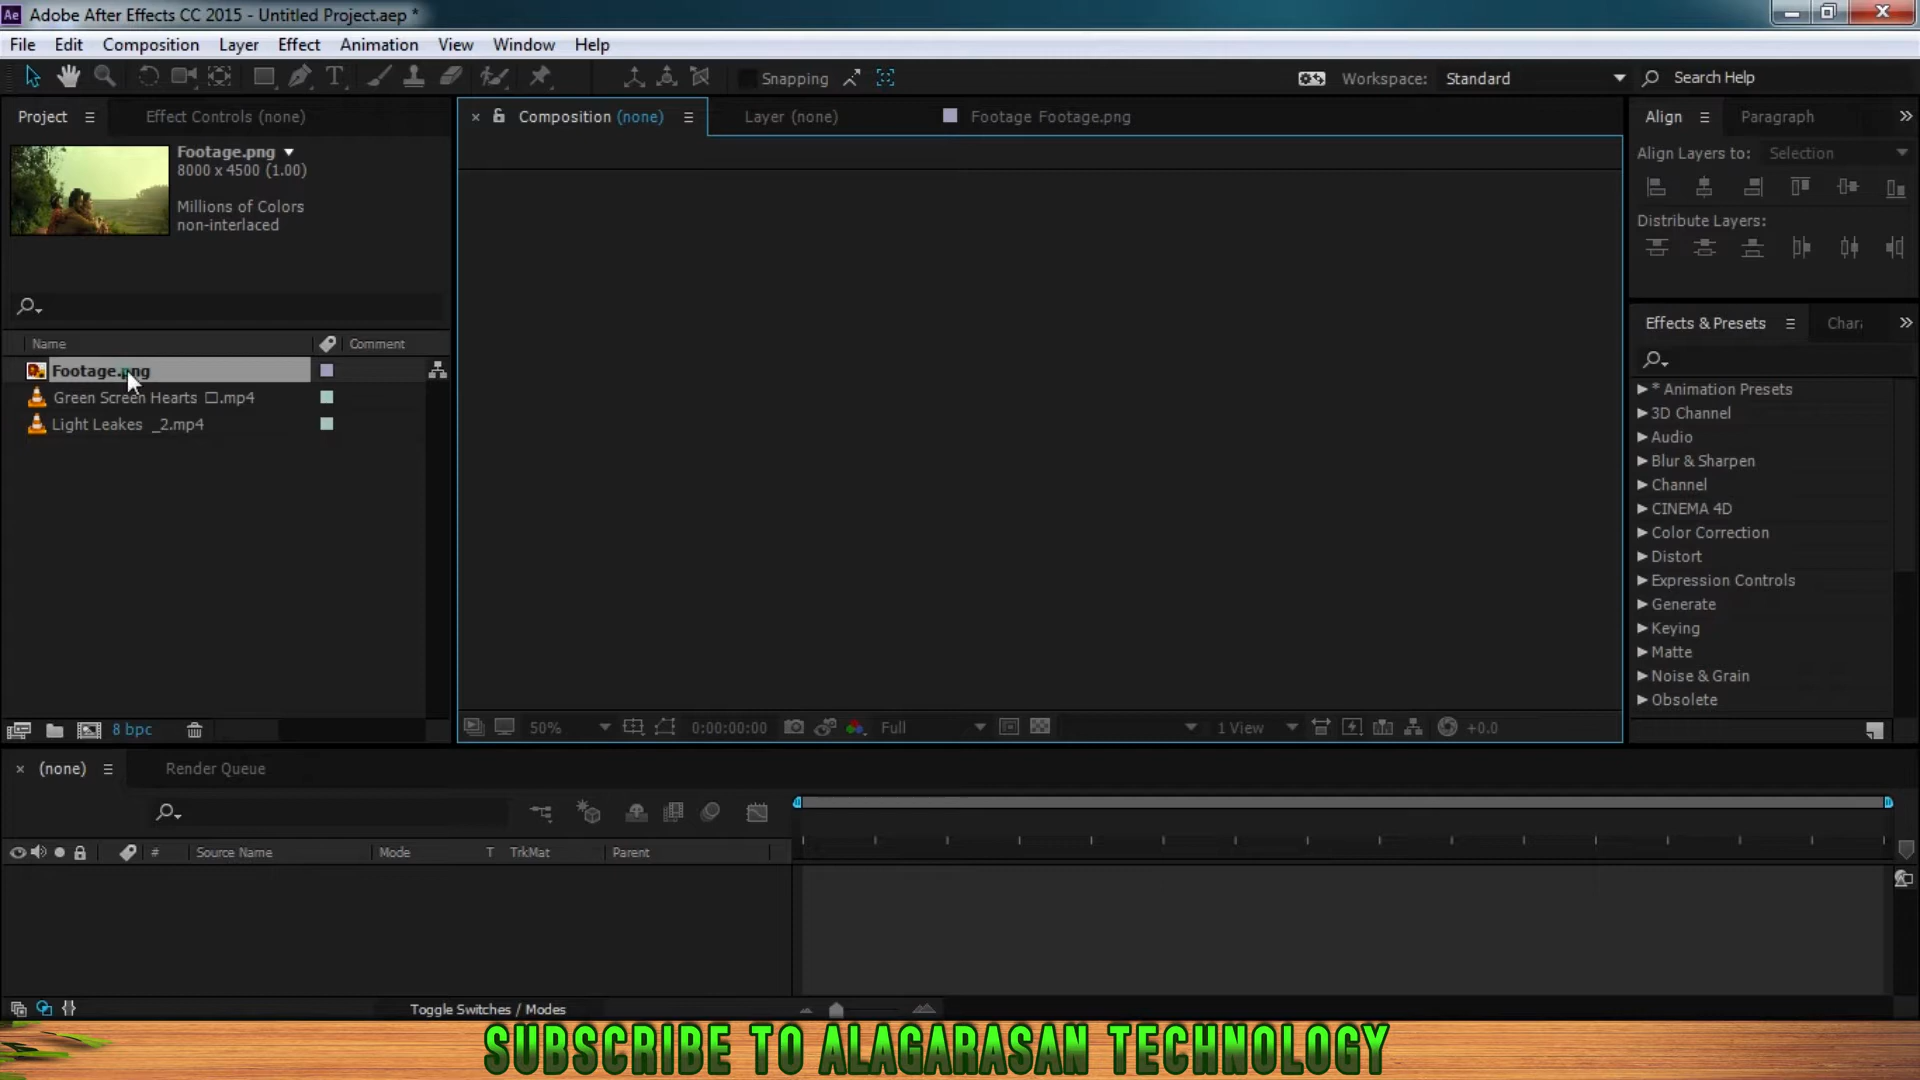 Ae Adobe After Effects CC 2015 - Untitled Project.aep *
File Edit Composition Layer Effect Animation View Window Help
Snapping
Workspace: Standard
Search Help
Project Effect Controls (none)
Footage.png
8000 x 4500 (1.00)
Millions of Colors
non-interlaced
Name Comment
Footage.png
Green Screen Hearts □.mp4
Light Leakes _2.mp4
8 bpc
Composition (none) Layer (none) Footage Footage.png
50% 0:00:00:00 Full 1 View +0.0
Align Paragraph
Align Layers to: Selection
Distribute Layers:
Effects & Presets
* Animation Presets
3D Channel
Audio
Blur & Sharpen
Channel
CINEMA 4D
Color Correction
Distort
Expression Controls
Generate
Keying
Matte
Noise & Grain
Obsolete
(none) Render Queue
# Source Name Mode T TrkMat Parent
Toggle Switches / Modes
SUBSCRIBE TO ALAGARASAN TECHNOLOGY